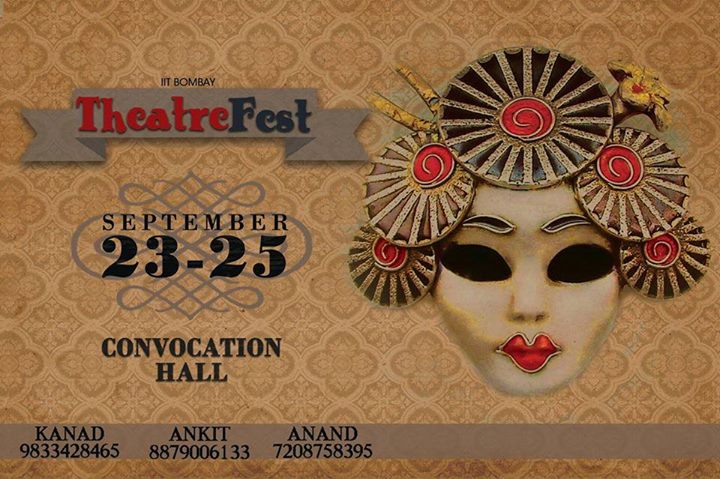 IIT BOMBAY
TheatreFest
SEPTEMBER
23-25
CONVOCATION
HALL
KANAD ANKIT ANAND
9833428465 8879006133 7208758395